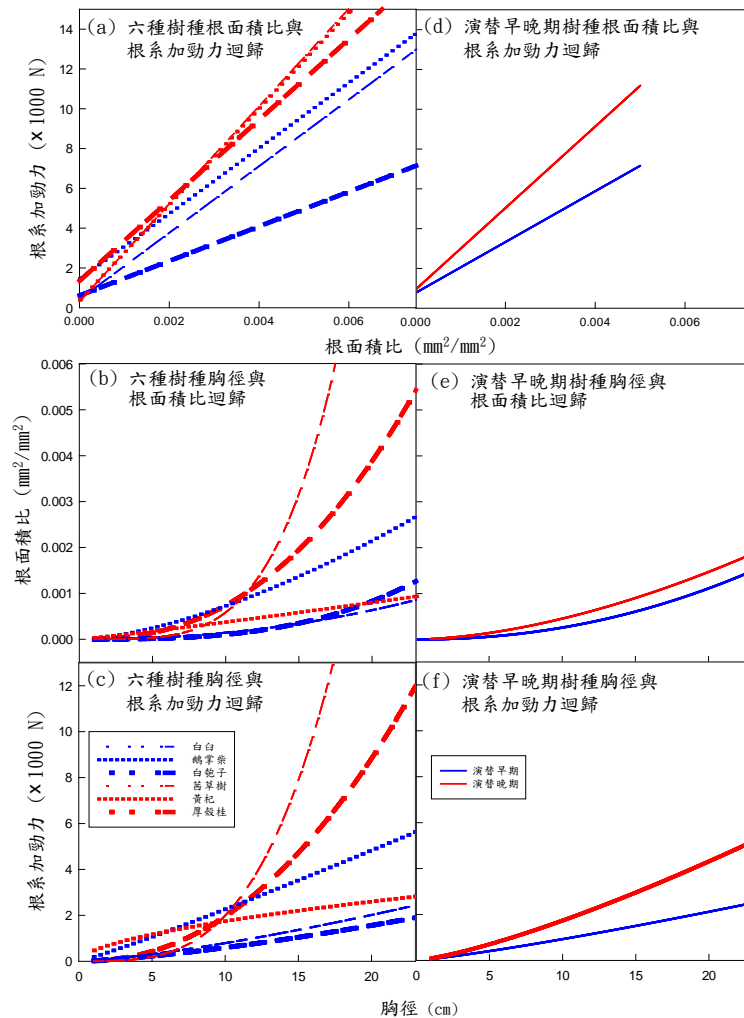 (a) 六種樹種根面積比與
根系加勁力迴歸
(d) 演替早晚期樹種根面積比與
根系加勁力迴歸
根系加勁力 (×1000 N)
14
12
10
8
6
4
2
0
0.000 0.002 0.004 0.006 0.000 0.002 0.004 0.006
根面積比 (mm²/mm²)
(b) 六種樹種胸徑與
根面積比迴歸
(e) 演替早晚期樹種胸徑與
根面積比迴歸
根面積比 (mm²/mm²)
0.006
0.005
0.004
0.003
0.002
0.001
0.000
(c) 六種樹種胸徑與
根系加勁力迴歸
(f) 演替早晚期樹種胸徑與
根系加勁力迴歸
根系加勁力 (×1000 N)
12
10
8
6
4
2
0
白臼
鵝掌柴
白匏子
菖草樹
黃杞
厚殼桂
演替早期
演替晚期
0 5 10 15 20 0 5 10 15 20
胸徑 (cm)